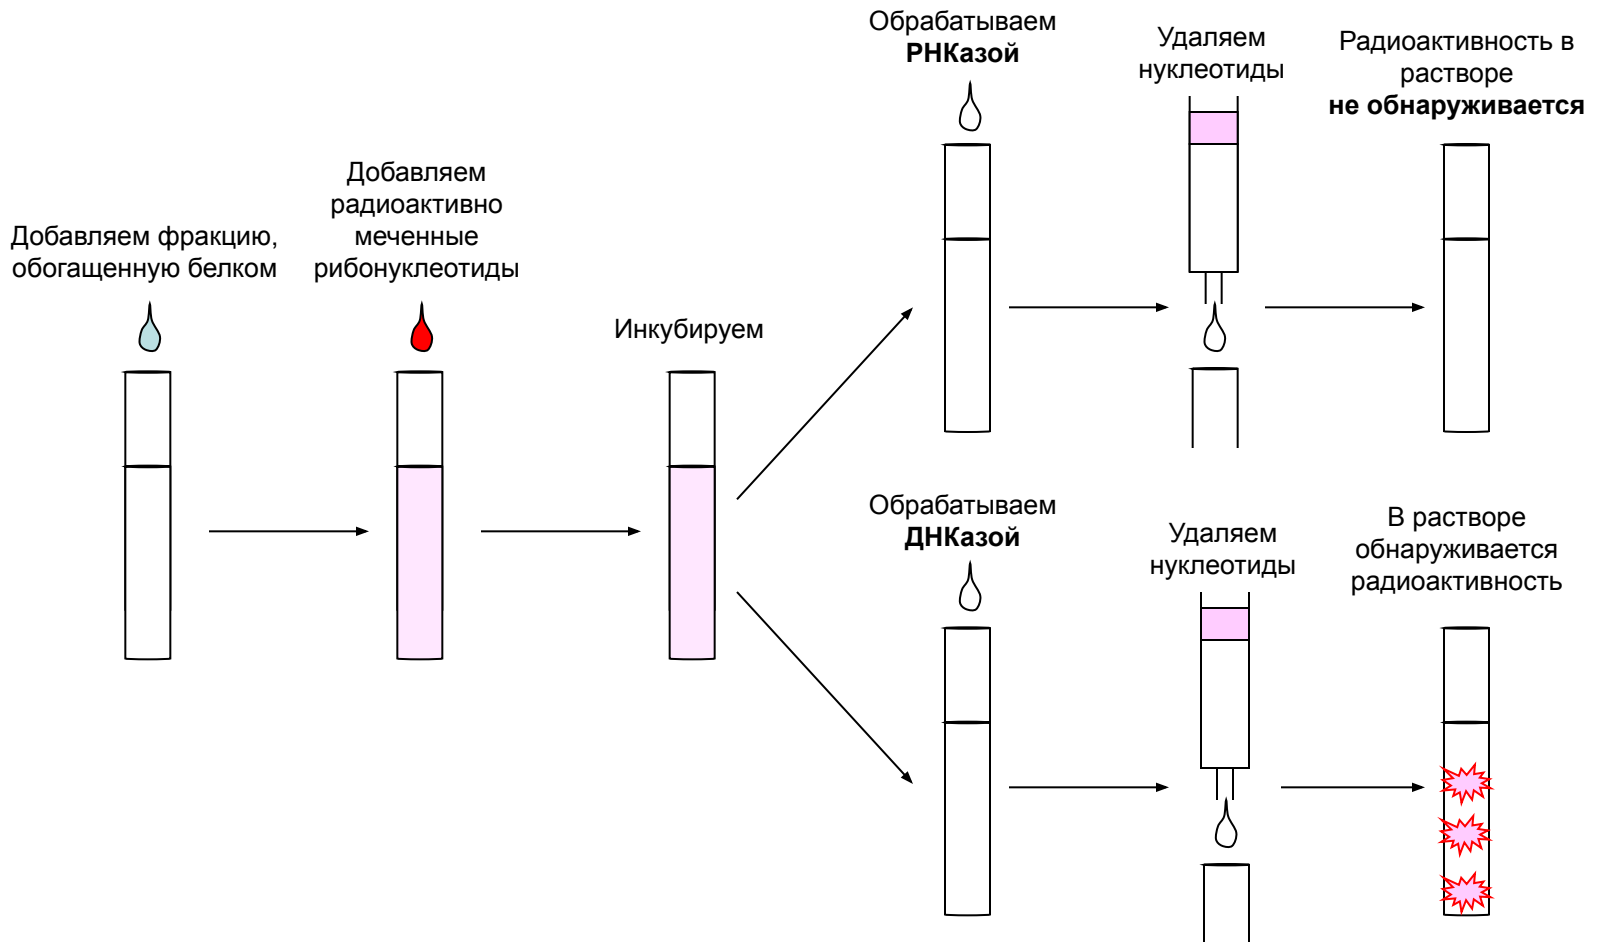 Добавляем фракцию,
обогащенную белком
Добавляем
радиоактивно
меченные
рибонуклеотиды
Инкубируем
Обрабатываем
РНКазой
Удаляем
нуклеотиды
Радиоактивность в
растворе
не обнаруживается
Обрабатываем
ДНКазой
Удаляем
нуклеотиды
В растворе
обнаруживается
радиоактивность